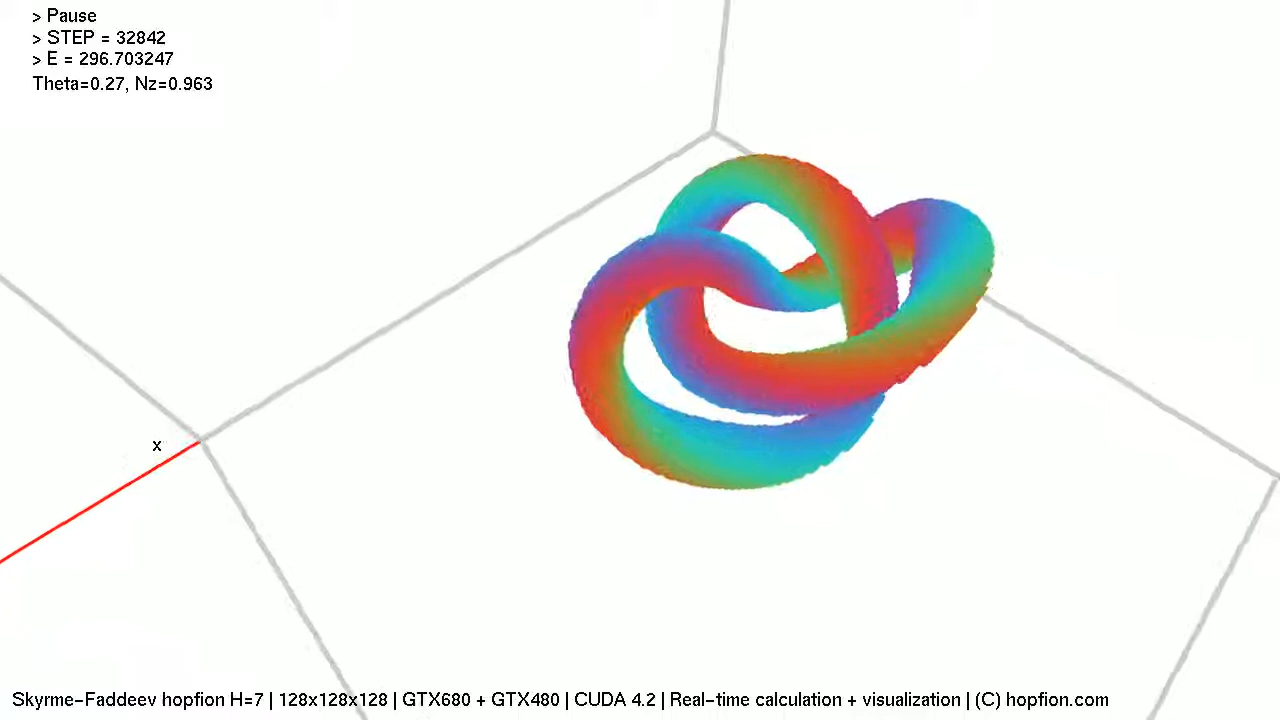 > Pause
> STEP = 32842
> E = 296.703247
Theta=0.27, Nz=0.963
x
Skyrme-Faddeev hopfion H=7 | 128x128x128 | GTX680 + GTX480 | CUDA 4.2 | Real-time calculation + visualization | (C) hopfion.com